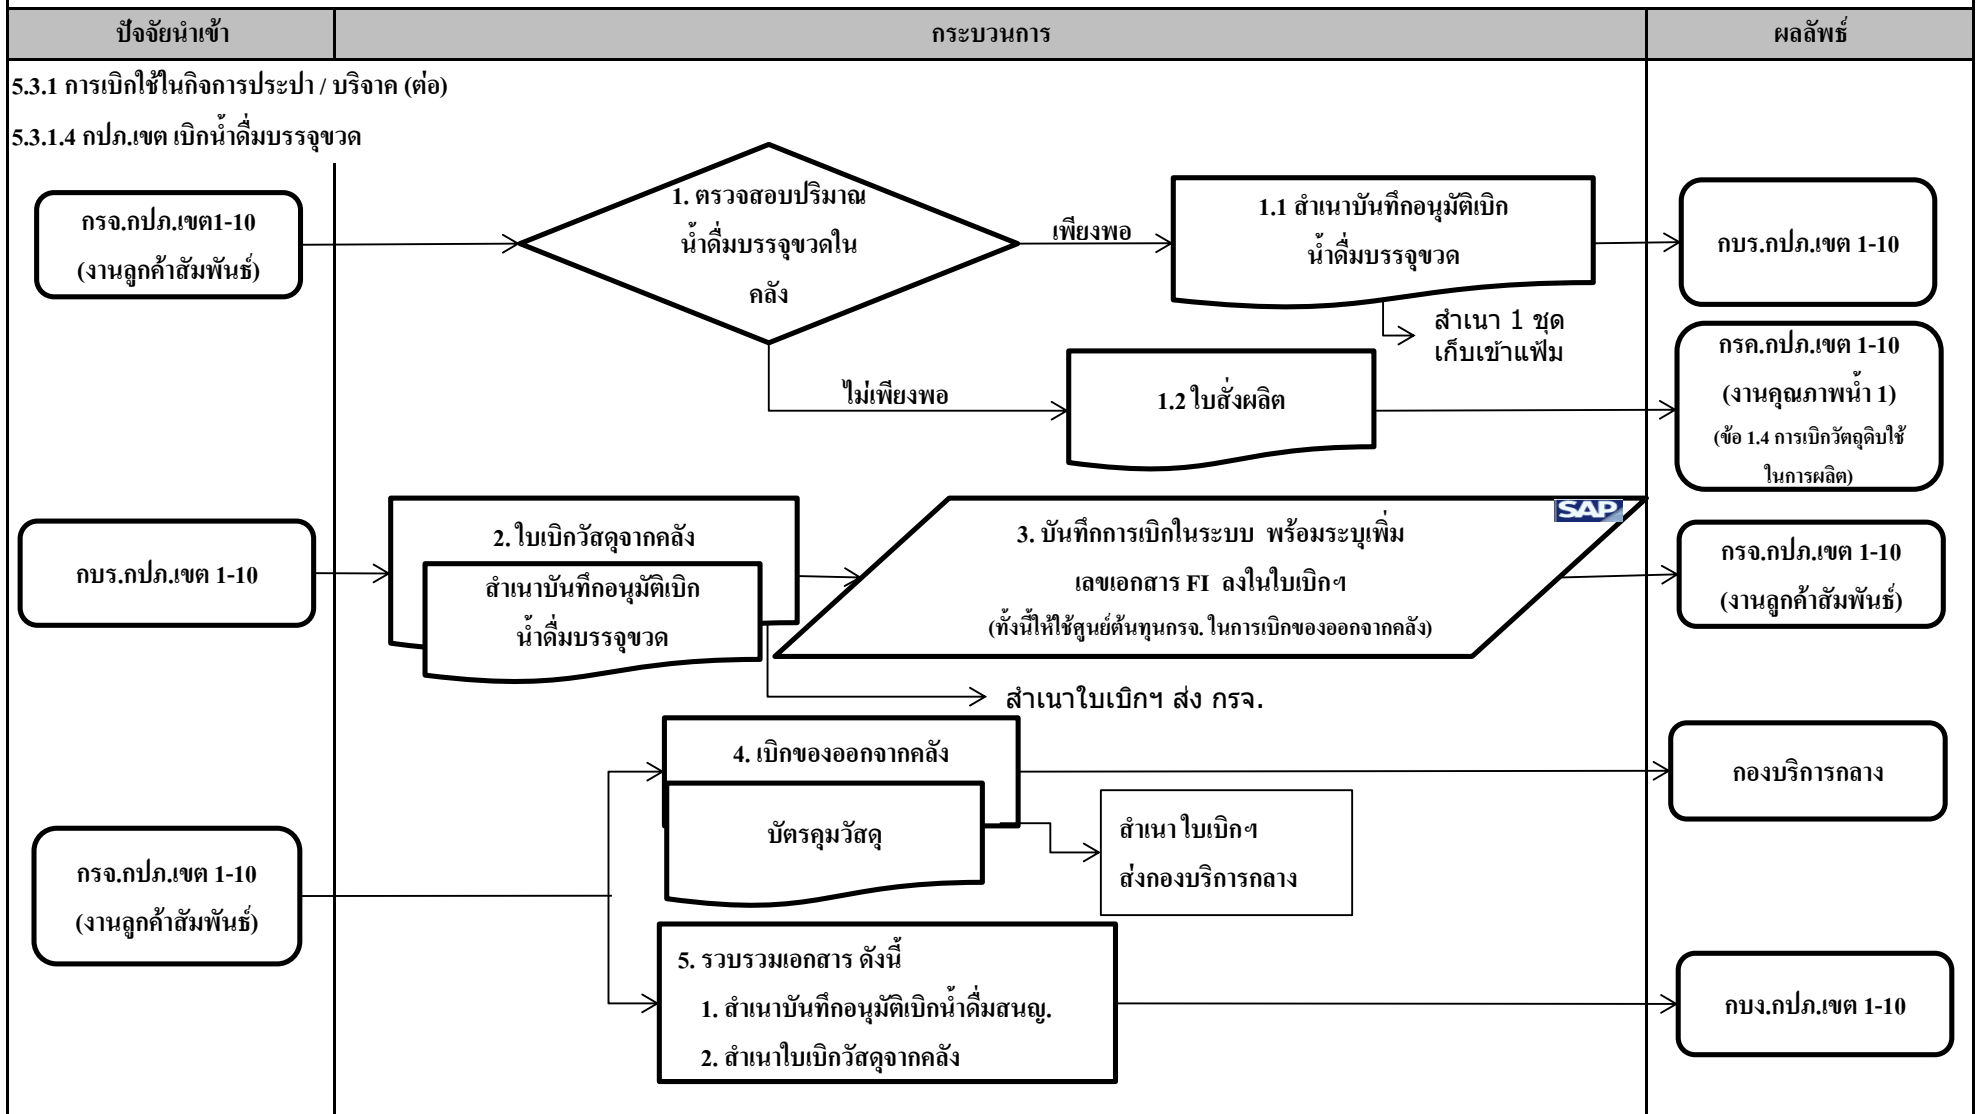 ปัจจัยนำเข้า
กระบวนการ
ผลลัพธ์
5.3.1 การเบิกใช้ในกิจการประปา / บริจาค (ต่อ)
5.3.1.4 กปภ.เขต เบิกน้ำดื่มบรรจุขวด
กรจ.กปภ.เขต1-10
(งานลูกค้าสัมพันธ์)
1. ตรวจสอบปริมาณ
น้ำดื่มบรรจุขวดใน
คลัง
เพียงพอ
1.1 สำเนาบันทึกอนุมัติเบิก
น้ำดื่มบรรจุขวด
กบร.กปภ.เขต 1-10
สำเนา 1 ชุด
เก็บเข้าแฟ้ม
ไม่เพียงพอ
1.2 ใบสั่งผลิต
กรค.กปภ.เขต 1-10
(งานคุณภาพน้ำ 1)
(ข้อ 1.4 การเบิกวัตถุดิบใช้
ในการผลิต)
กบร.กปภ.เขต 1-10
2. ใบเบิกวัสดุจากคลัง
สำเนาบันทึกอนุมัติเบิก
น้ำดื่มบรรจุขวด
SAP
3. บันทึกการเบิกในระบบ พร้อมระบุเพิ่ม
เลขเอกสาร FI ลงในใบเบิกฯ
(ทั้งนี้ให้ใช้ศูนย์ต้นทุนกรจ. ในการเบิกของออกจากคลัง)
กรจ.กปภ.เขต 1-10
(งานลูกค้าสัมพันธ์)
สำเนาใบเบิกฯ ส่ง กรจ.
4. เบิกของออกจากคลัง
บัตรคุมวัสดุ
กองบริการกลาง
สำเนา ใบเบิกฯ
ส่งกองบริการกลาง
กรจ.กปภ.เขต 1-10
(งานลูกค้าสัมพันธ์)
5. รวบรวมเอกสาร ดังนี้
1. สำเนาบันทึกอนุมัติเบิกน้ำดื่มสนญ.
2. สำเนาใบเบิกวัสดุจากคลัง
กบง.กปภ.เขต 1-10